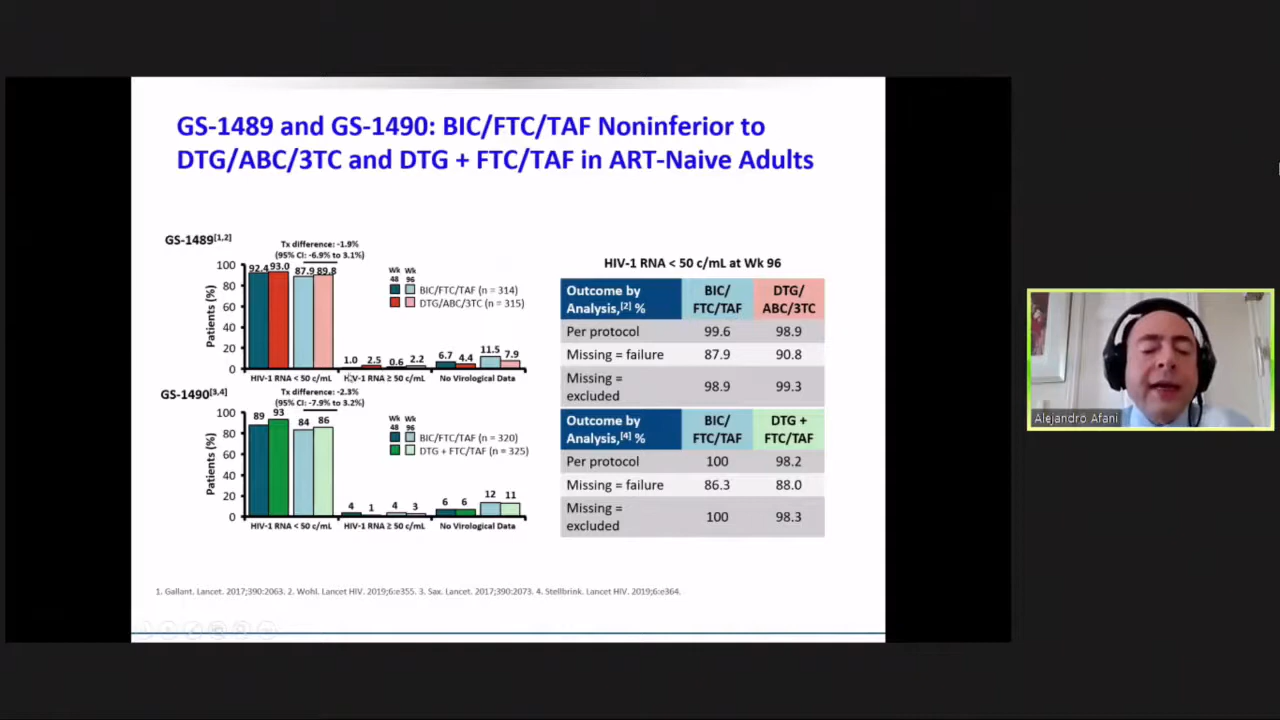 GS-1489 and GS-1490: BIC/FTC/TAF Noninferior to
DTG/ABC/3TC and DTG + FTC/TAF in ART-Naive Adults
GS-1489[1,2]
Tx difference: -1.9%
(95% CI: -6.9% to 3.1%)
Patients (%)
100
80
60
40
20
0
92.4 93.0 87.9 89.8
1.0 2.5 0.6 2.2
6.7 4.4 11.5 7.9
HIV-1 RNA < 50 c/mL HIV-1 RNA ≥ 50 c/mL No Virological Data
Wk Wk
48 96
BIC/FTC/TAF (n = 314)
DTG/ABC/3TC (n = 315)
GS-1490[3,4]
Tx difference: -2.3%
(95% CI: -7.9% to 3.2%)
Patients (%)
100
80
60
40
20
0
89 93 84 86
4 1 4 3
6 6 12 11
HIV-1 RNA < 50 c/mL HIV-1 RNA ≥ 50 c/mL No Virological Data
Wk Wk
48 96
BIC/FTC/TAF (n = 320)
DTG + FTC/TAF (n = 325)
HIV-1 RNA < 50 c/mL at Wk 96
Outcome by Analysis,[2] % BIC/ FTC/TAF DTG/ ABC/3TC
Per protocol 99.6 98.9
Missing = failure 87.9 90.8
Missing = excluded 98.9 99.3
Outcome by Analysis,[4] % BIC/ FTC/TAF DTG + FTC/TAF
Per protocol 100 98.2
Missing = failure 86.3 88.0
Missing = excluded 100 98.3
1. Gallant. Lancet. 2017;390:2063. 2. Wohl. Lancet HIV. 2019;6:e355. 3. Sax. Lancet. 2017;390:2073. 4. Stellbrink. Lancet HIV. 2019;6:e364.
Alejandro Afani